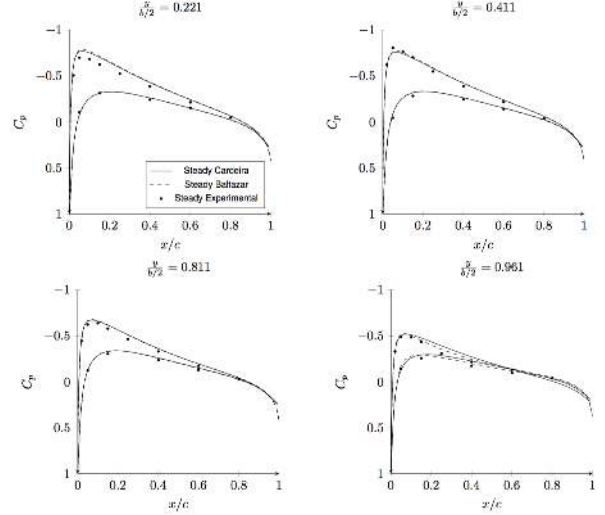 y/(b/2) = 0.221
−1
−0.5
0
0.5
1
0 0.2 0.4 0.6 0.8 1
C_p
x/c
Steady Carceira
Steady Baltazar
Steady Experimental
y/(b/2) = 0.411
−1
−0.5
0
0.5
1
0 0.2 0.4 0.6 0.8 1
C_p
x/c
y/(b/2) = 0.811
−1
−0.5
0
0.5
1
0 0.2 0.4 0.6 0.8 1
C_p
x/c
y/(b/2) = 0.961
−1
−0.5
0
0.5
1
0 0.2 0.4 0.6 0.8 1
C_p
x/c